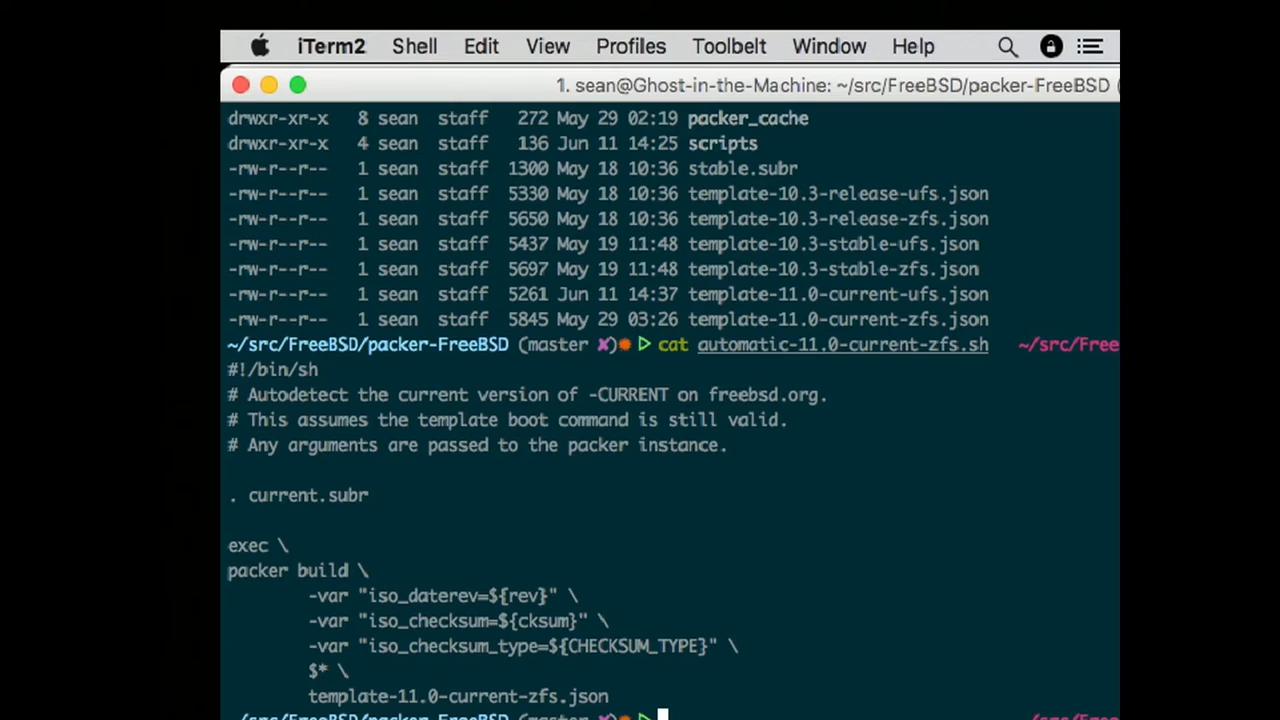 iTerm2 Shell Edit View Profiles Toolbelt Window Help
1. sean@Ghost-in-the-Machine: ~/src/FreeBSD/packer-FreeBSD (
drwxr-xr-x 8 sean staff 272 May 29 02:19 packer_cache
drwxr-xr-x 4 sean staff 136 Jun 11 14:25 scripts
-rw-r--r-- 1 sean staff 1300 May 18 10:36 stable.subr
-rw-r--r-- 1 sean staff 5330 May 18 10:36 template-10.3-release-ufs.json
-rw-r--r-- 1 sean staff 5650 May 18 10:36 template-10.3-release-zfs.json
-rw-r--r-- 1 sean staff 5437 May 19 11:48 template-10.3-stable-ufs.json
-rw-r--r-- 1 sean staff 5697 May 19 11:48 template-10.3-stable-zfs.json
-rw-r--r-- 1 sean staff 5261 Jun 11 14:37 template-11.0-current-ufs.json
-rw-r--r-- 1 sean staff 5845 May 29 03:26 template-11.0-current-zfs.json
~/src/FreeBSD/packer-FreeBSD (master ✘)✹ ▷ cat automatic-11.0-current-zfs.sh ~/src/Free
#!/bin/sh
# Autodetect the current version of -CURRENT on freebsd.org.
# This assumes the template boot command is still valid.
# Any arguments are passed to the packer instance.
. current.subr
exec \
packer build \
-var "iso_daterev=${rev}" \
-var "iso_checksum=${cksum}" \
-var "iso_checksum_type=${CHECKSUM_TYPE}" \
$* \
template-11.0-current-zfs.json
~/src/FreeBSD/packer-FreeBSD (master ✘)✹ ▷ ~/src/Free